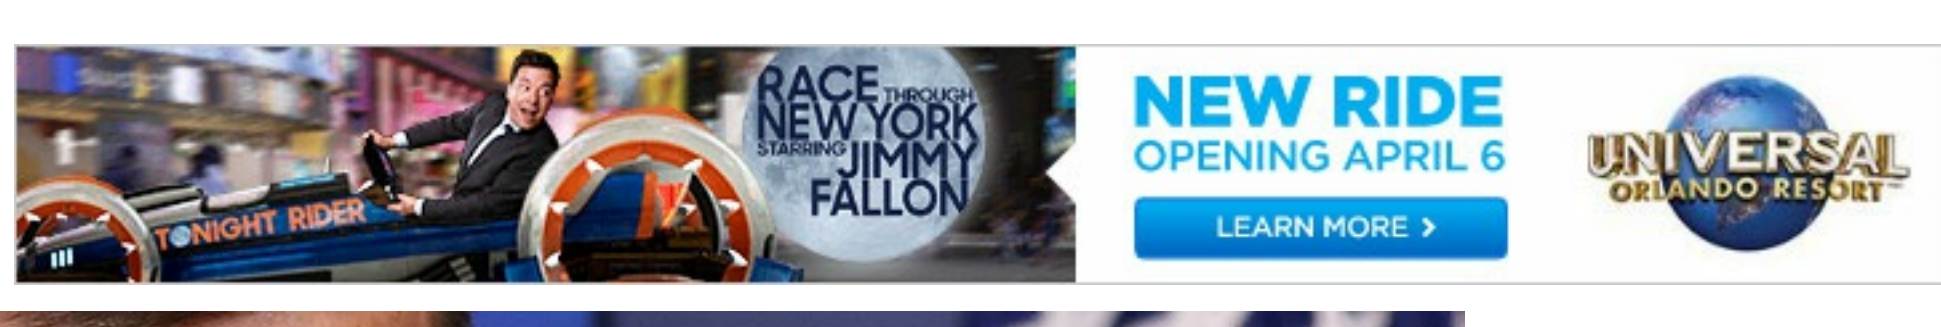 TONIGHT RIDER
RACE THROUGH
NEW YORK
STARRING JIMMY
FALLON
NEW RIDE
OPENING APRIL 6
LEARN MORE >
UNIVERSAL
ORLANDO RESORT